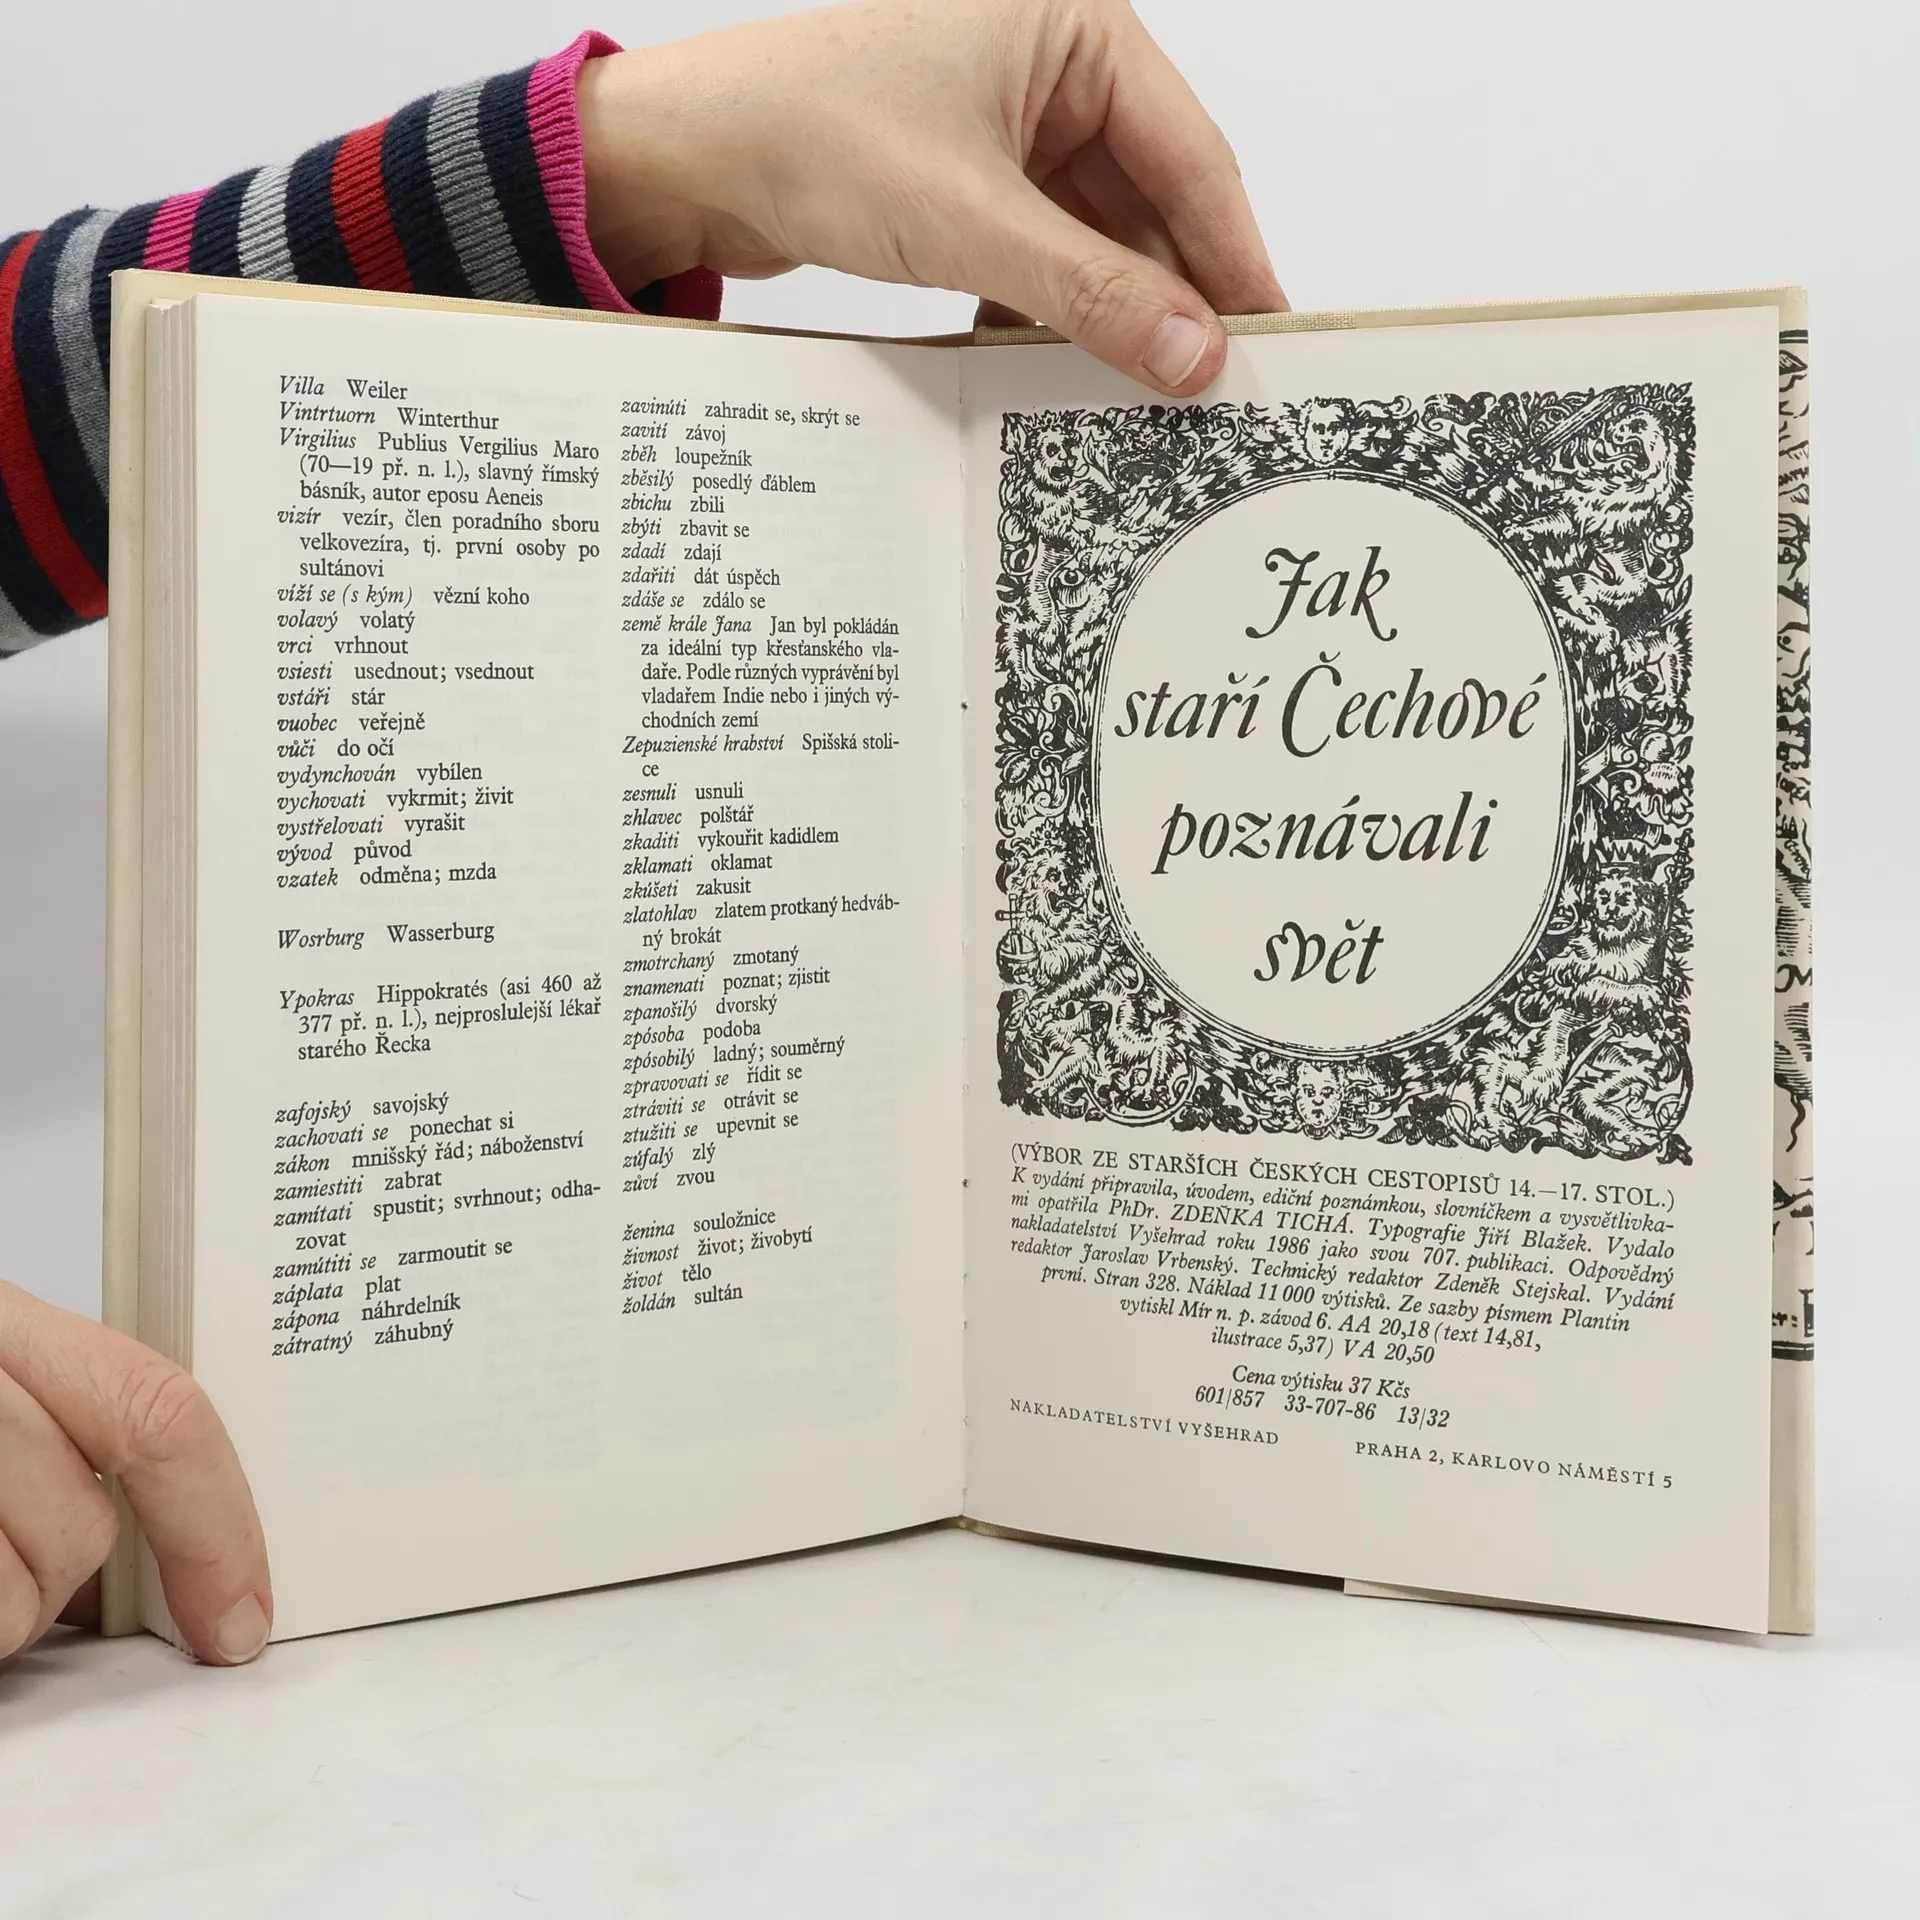 Villa Weiler
Vintrtuorn Winterthur
Virgilius Publius Vergilius Maro
(70—19 př. n. l.), slavný římský
básník, autor eposu Aeneis
vizír vezír, člen poradního sboru
velkovezíra, tj. první osoby po
sultánovi
víží se (s kým) vězní koho
volavý volatý
vrci vrhnout
vsiesti usednout; vsednout
vstáři stár
vuobec veřejně
vůči do očí
vydynchován vybílen
vychovati vykrmit; živit
vystřelovati vyrašit
vývod původ
vzatek odměna; mzda
Wosrburg Wasserburg
Ypokras Hippokratés (asi 460 až
377 př. n. l.), nejproslulejší lékař
starého Řecka
zafojský savojský
zachovati se ponechat si
zákon mnišský řád; náboženství
zamiestiti zabrat
zamítati spustit; svrhnout; odha-
zovat
zamútiti se zarmoutit se
záplata plat
zápona náhrdelník
zátratný záhubný
zavinúti zahradit se, skrýt se
zavití závoj
zběh loupežník
zběsilý posedlý ďáblem
zbichu zbili
zbýti zbavit se
zdadí zdají
zdařiti dát úspěch
zdáše se zdálo se
země krále Jana Jan byl pokládán
za ideální typ křesťanského vla-
daře. Podle různých vyprávění byl
vladařem Indie nebo i jiných vý-
chodních zemí
Zepuzienské hrabství Spišská stoli-
ce
zesnuli usnuli
zhlavec polštář
zkaditi vykouřit kadidlem
zklamati oklamat
zkúšeti zakusit
zlatohlav zlatem protkaný hedváb-
ný brokát
zmotrchaný zmotaný
znamenati poznat; zjistit
zpanošilý dvorský
zpósoba podoba
zpósobilý ladný; souměrný
zpravovati se řídit se
ztráviti se otrávit se
ztužiti se upevnit se
zúfalý zlý
zůví zvou
ženina souložnice
živnost život; živobytí
život tělo
žoldán sultán
Jak
staří Čechové
poznávali
svět
(VÝBOR ZE STARŠÍCH ČESKÝCH CESTOPISŮ 14.—17. STOL.)
K vydání připravila, úvodem, ediční poznámkou, slovníčkem a vysvětlivka-
mi opatřila PhDr. ZDEŇKA TICHÁ. Typografie Jiří Blažek. Vydalo
nakladatelství Vyšehrad roku 1986 jako svou 707. publikaci. Odpovědný
redaktor Jaroslav Vrbenský. Technický redaktor Zdeněk Stejskal. Vydání
první. Stran 328. Náklad 11 000 výtisků. Ze sazby písmem Plantin
vytiskl Mír n. p. závod 6. AA 20,18 (text 14,81,
ilustrace 5,37) VA 20,50
Cena výtisku 37 Kčs
601/857 33-707-86 13/32
NAKLADATELSTVÍ VYŠEHRAD PRAHA 2, KARLOVO NÁMĚSTÍ 5